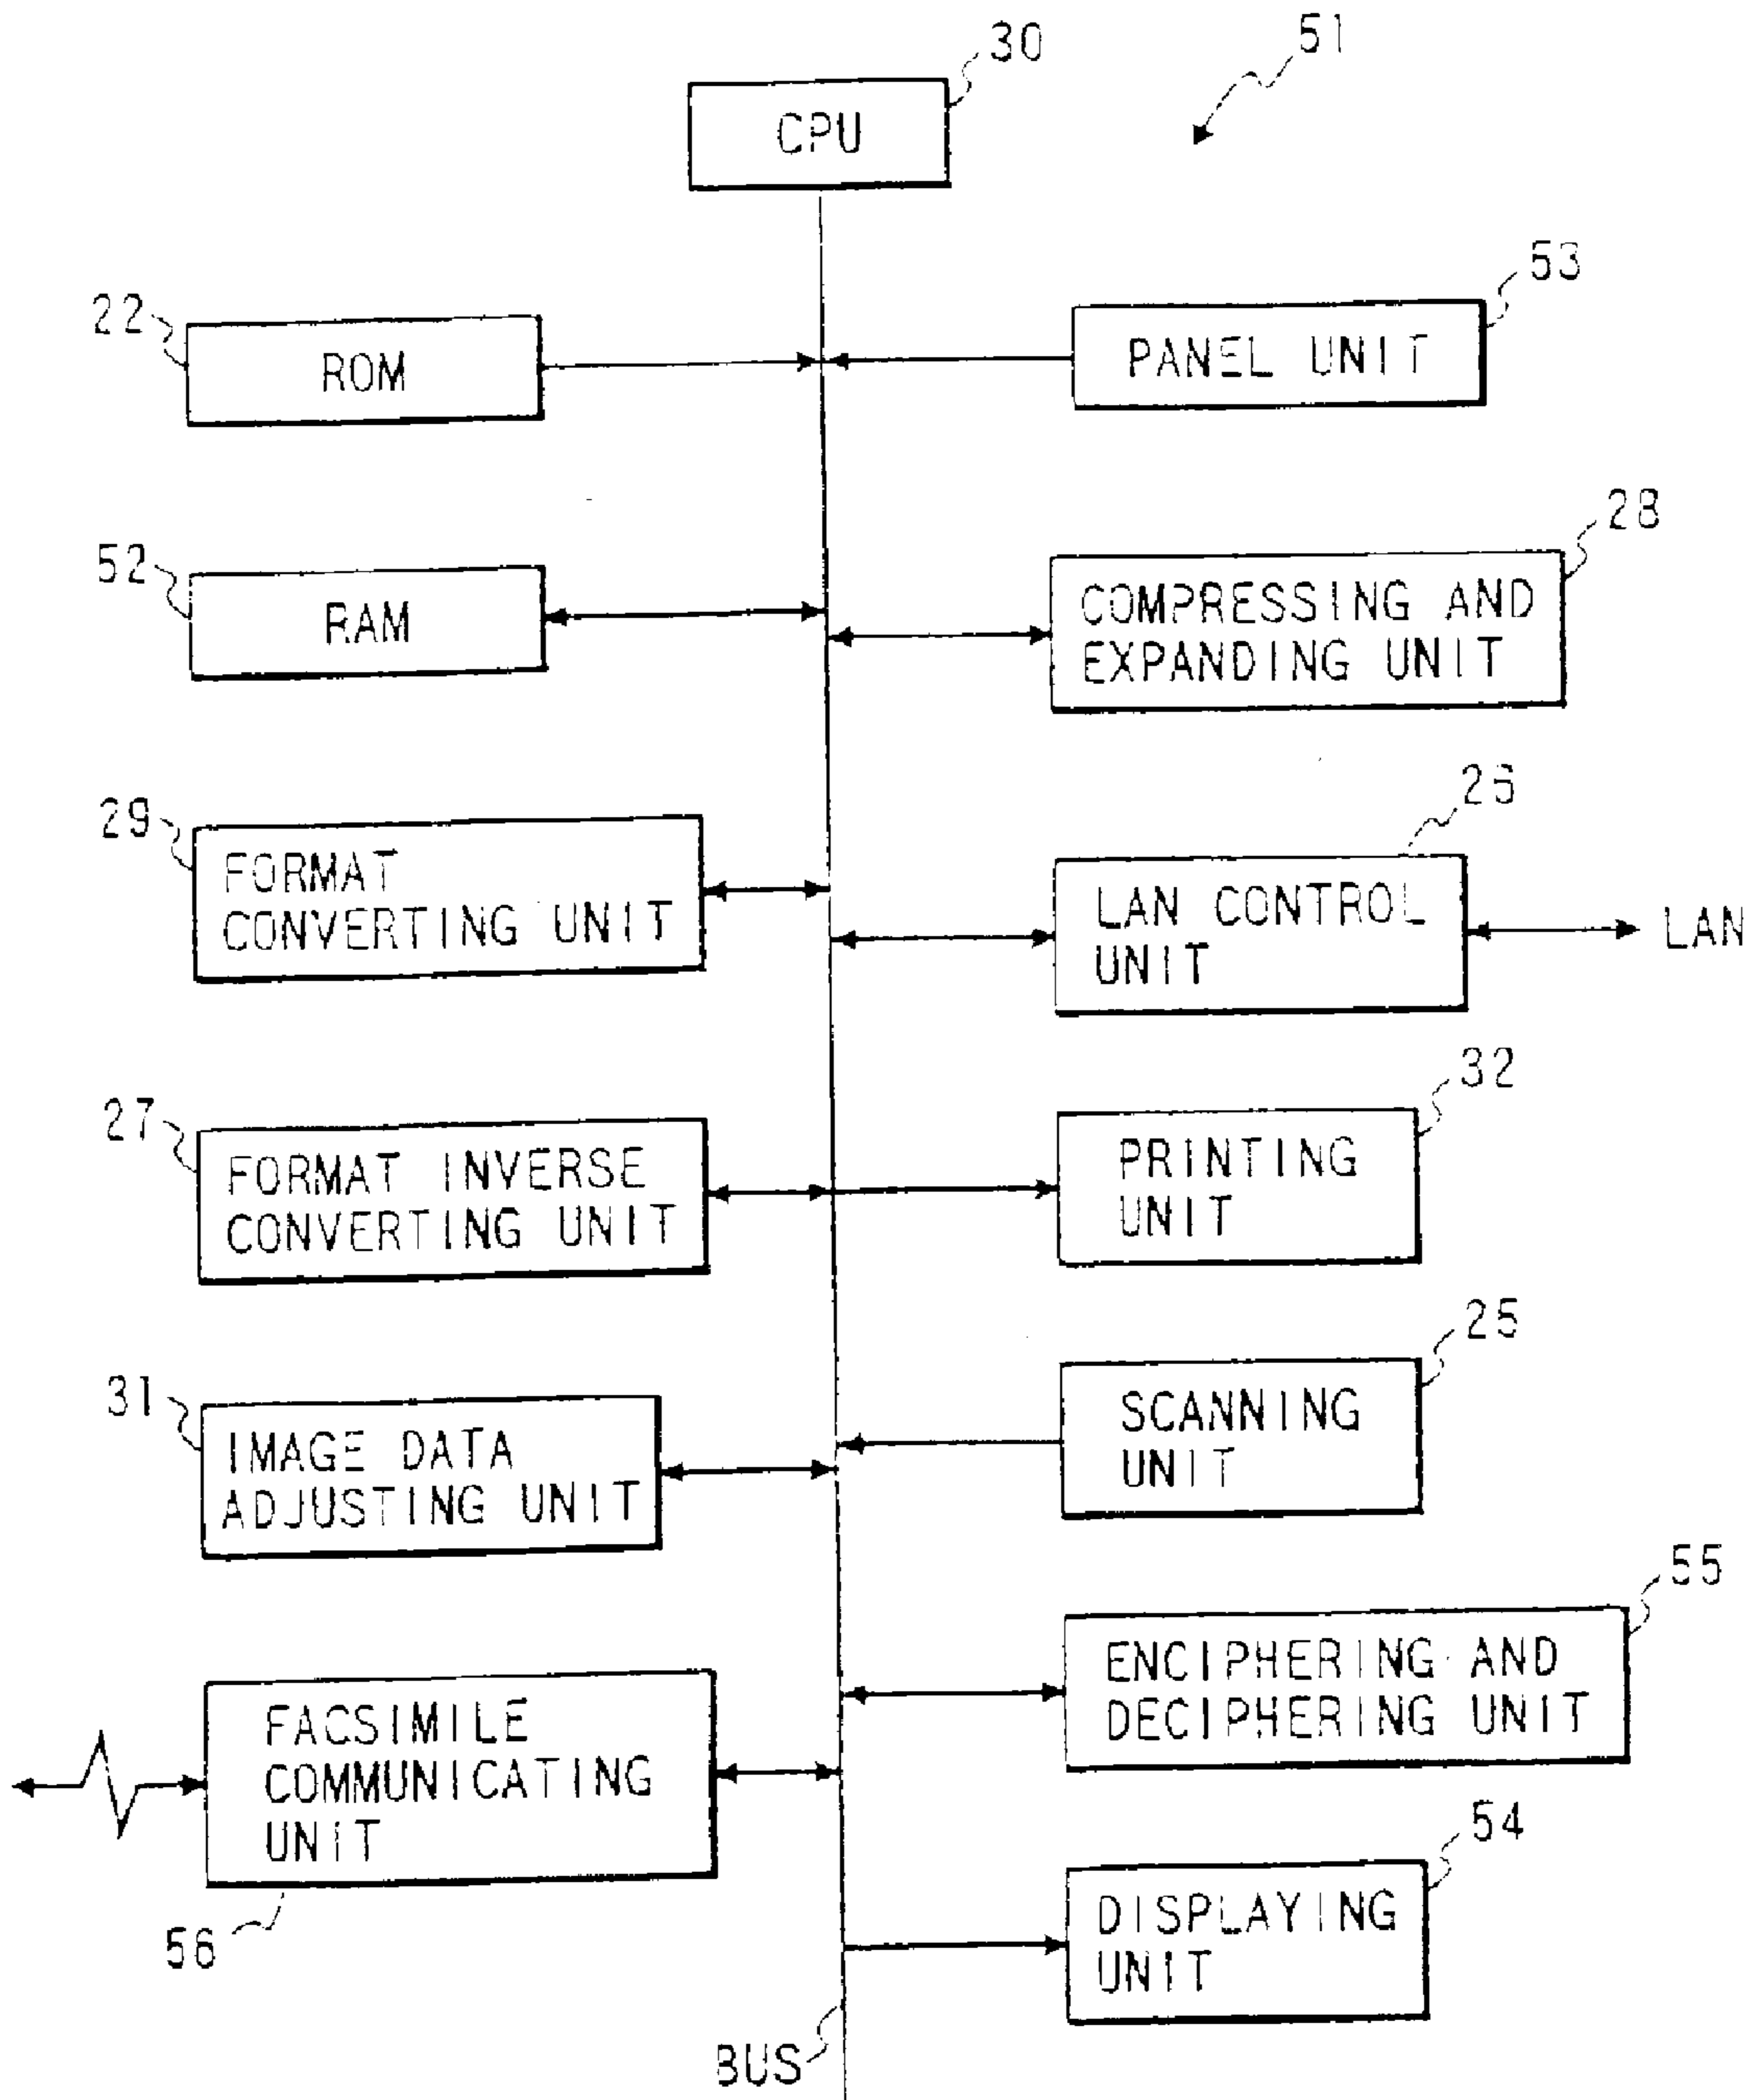 30
51
CPU
53
22
ROM
PANEL UNIT
28
52
RAM
COMPRESSING AND
EXPANDING UNIT
26
29
FORMAT
CONVERTING UNIT
LAN CONTROL
UNIT
LAN
32
27
FORMAT INVERSE
CONVERTING UNIT
PRINTING
UNIT
25
31
IMAGE DATA
ADJUSTING UNIT
SCANNING
UNIT
55
ENCIPHERING AND
DECIPHERING UNIT
FACSIMILE
COMMUNICATING
UNIT
54
56
DISPLAYING
UNIT
BUS